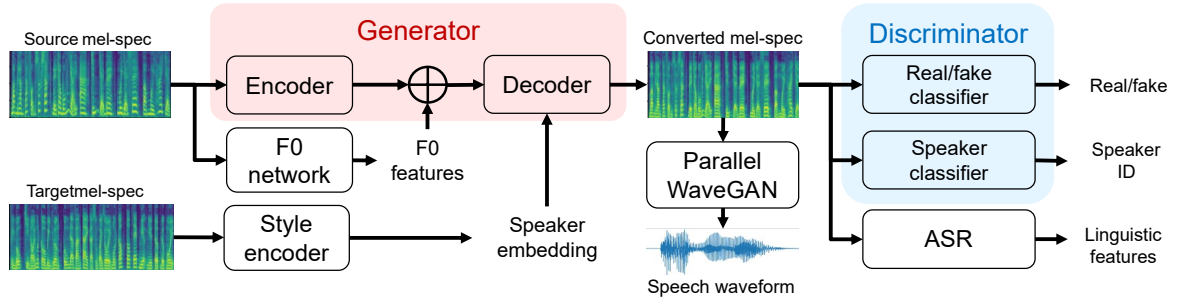 Generator
Discriminator
Source mel-spec
Converted mel-spec
Encoder
Decoder
Real/fake
classifier
Real/fake
F0
network
F0
features
Parallel
WaveGAN
Speaker
classifier
Speaker
ID
Targetmel-spec
Style
encoder
Speaker
embedding
ASR
Linguistic
features
Speech waveform